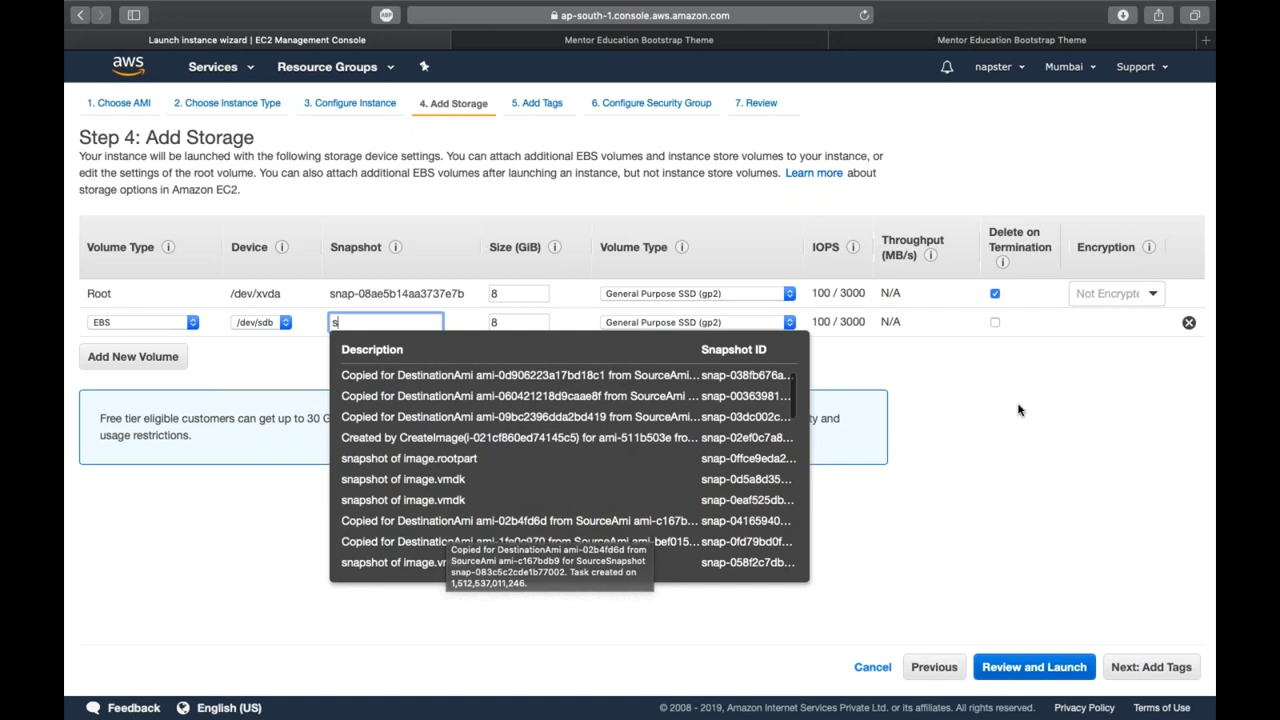 ABP
ap-south-1.console.aws.amazon.com
Launch instance wizard | EC2 Management Console
Mentor Education Bootstrap Theme
Mentor Education Bootstrap Theme
aws
Services
Resource Groups
napster
Mumbai
Support
1. Choose AMI
2. Choose Instance Type
3. Configure Instance
4. Add Storage
5. Add Tags
6. Configure Security Group
7. Review
Step 4: Add Storage
Your instance will be launched with the following storage device settings. You can attach additional EBS volumes and instance store volumes to your instance, or
edit the settings of the root volume. You can also attach additional EBS volumes after launching an instance, but not instance store volumes. Learn more about
storage options in Amazon EC2.
Volume Type
Device
Snapshot
Size (GiB)
Volume Type
IOPS
Throughput
(MB/s)
Delete on
Termination
Encryption
Root
/dev/xvda
snap-08ae5b14aa3737e7b
8
General Purpose SSD (gp2)
100 / 3000
N/A
Not Encrypte
EBS
/dev/sdb
s
8
General Purpose SSD (gp2)
100 / 3000
N/A
Add New Volume
Description
Snapshot ID
Copied for DestinationAmi ami-0d906223a17bd18c1 from SourceAmi... snap-038fb676a...
Copied for DestinationAmi ami-060421218d9caae8f from SourceAmi ... snap-00363981...
Copied for DestinationAmi ami-09bc2396dda2bd419 from SourceAmi... snap-03dc002c...
Created by CreateImage(i-021cf860ed74145c5) for ami-511b503e fro... snap-02ef0c7a8...
snapshot of image.rootpart snap-0ffce9eda2...
snapshot of image.vmdk snap-0d5a8d35...
snapshot of image.vmdk snap-0eaf525db...
Copied for DestinationAmi ami-02b4fd6d from SourceAmi ami-c167b... snap-04165940...
Copied for DestinationAmi ami-1fe0c970 from SourceAmi ami-bef015... snap-0fd79bd0f...
snapshot of image.vr snap-058f2c7db...
Copied for DestinationAmi ami-02b4fd6d from
SourceAmi ami-c167bdb9 for SourceSnapshot
snap-083c5c2cde1b77002. Task created on
1,512,537,011,246.
Free tier eligible customers can get up to 30 G
ty and
usage restrictions.
Cancel
Previous
Review and Launch
Next: Add Tags
Feedback
English (US)
© 2008 - 2019, Amazon Internet Services Private Ltd. or its affiliates. All rights reserved.
Privacy Policy
Terms of Use